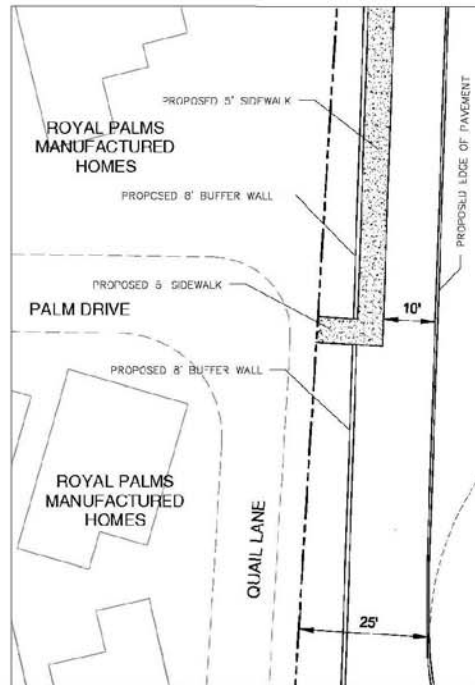 PROPOSED 5' SIDEWALK
ROYAL PALMS
MANUFACTURED
HOMES
PROPOSED EDGE OF PAVEMENT
PROPOSED 8' BUFFER WALL
PROPOSED 5' SIDEWALK
10'
PALM DRIVE
PROPOSED 8' BUFFER WALL
ROYAL PALMS
MANUFACTURED
HOMES
QUAIL LANE
25'